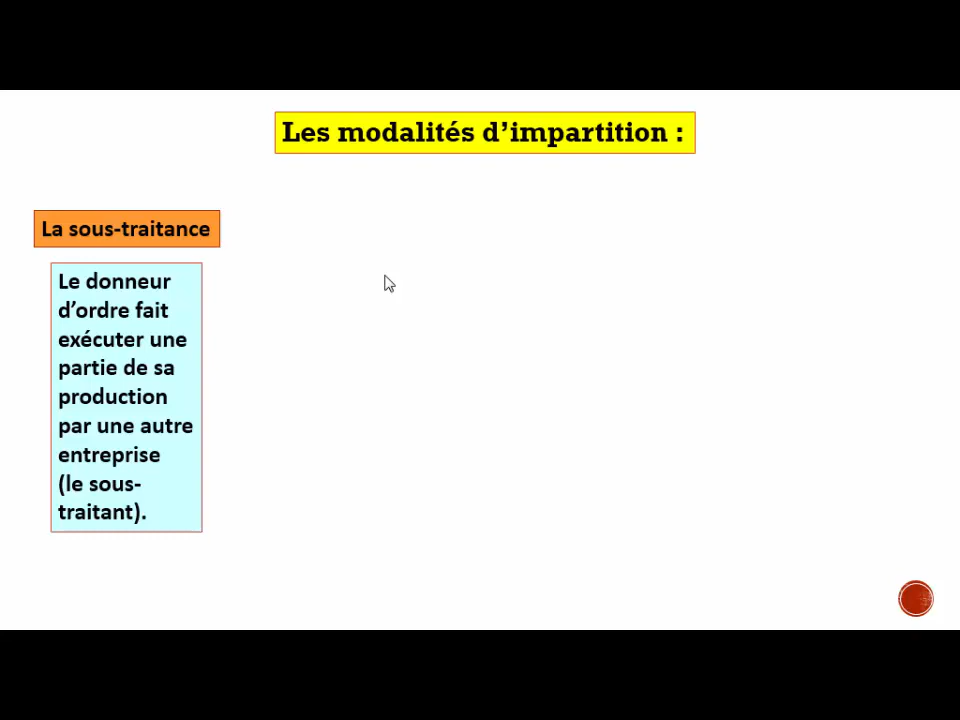 Les modalités d’impartition :
La sous-traitance
Le donneur
d’ordre fait
exécuter une
partie de sa
production
par une autre
entreprise
(le sous-
traitant).